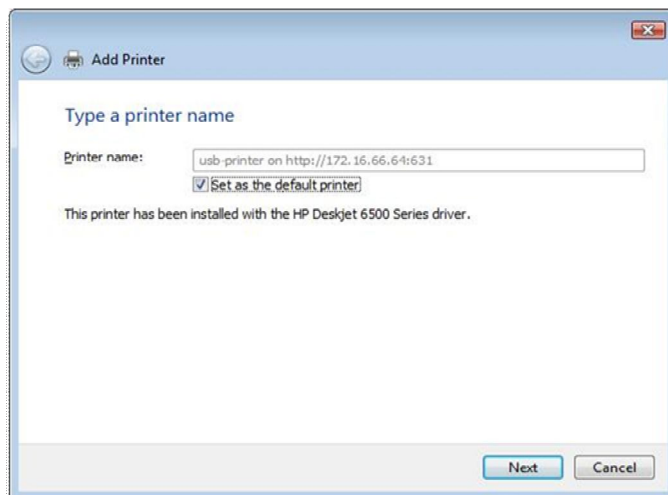 Add Printer
Type a printer name
Printer name:
usb-printer on http://172.16.66.64:631
Set as the default printer
This printer has been installed with the HP Deskjet 6500 Series driver.
Next
Cancel